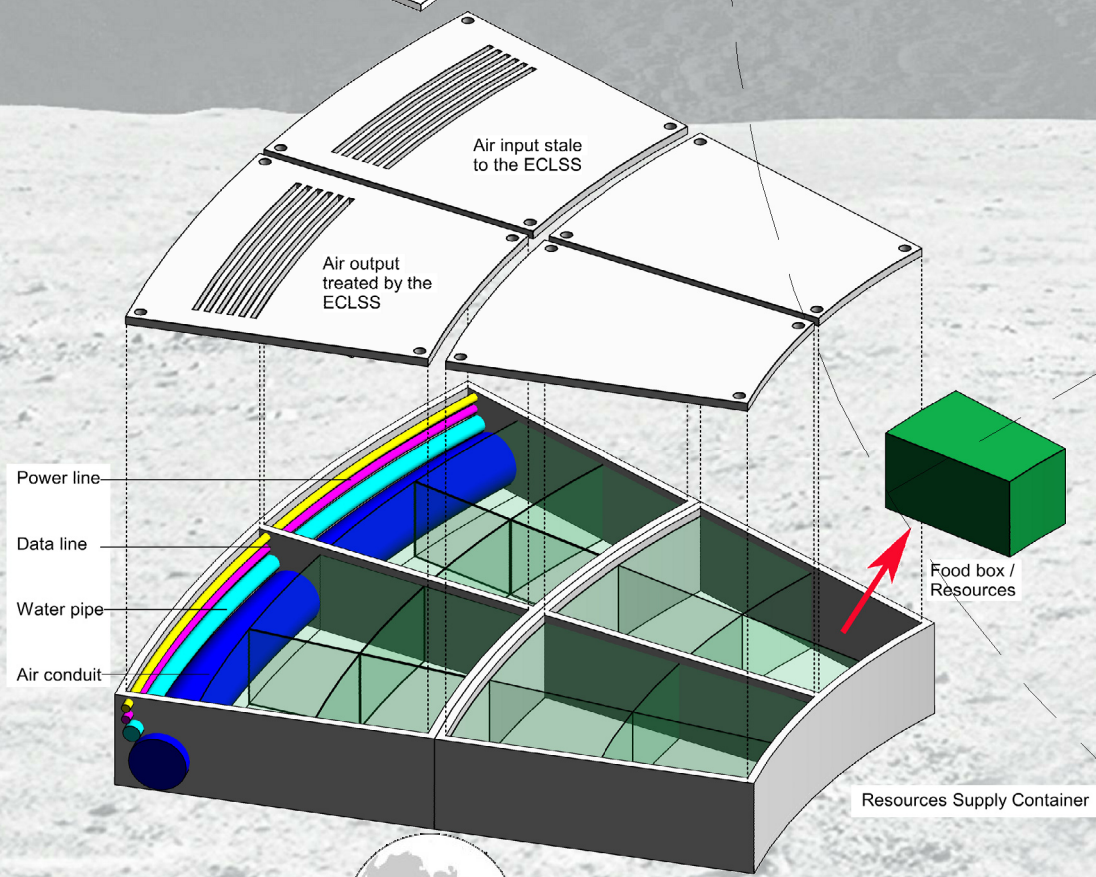 Air input stale
to the ECLSS
Air output
treated by the
ECLSS
Power line
Data line
Water pipe
Air conduit
Food box /
Resources
Resources Supply Container